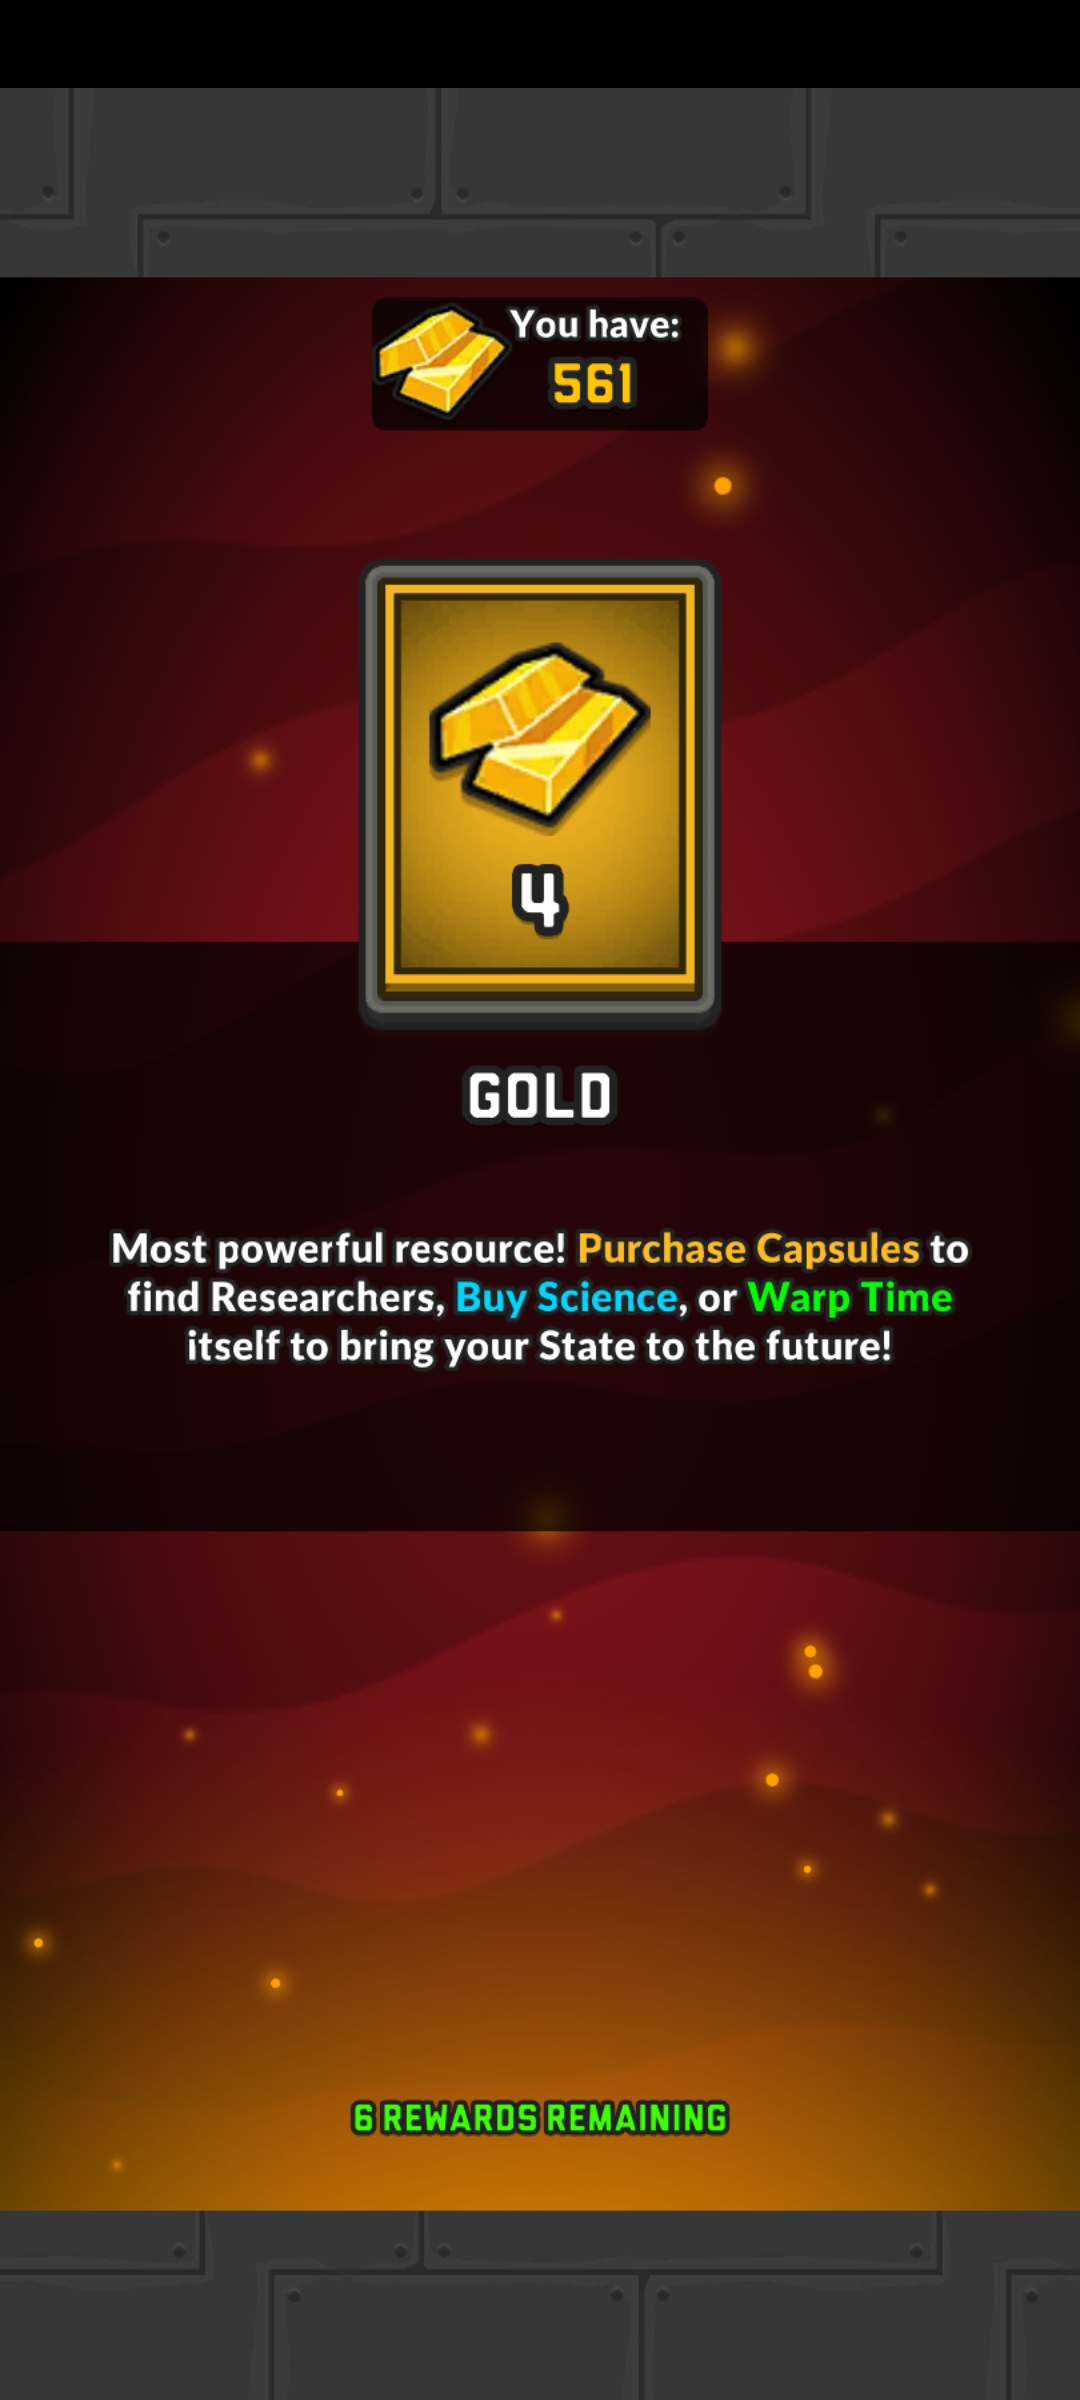 You have:
561
4
GOLD
Most powerful resource! Purchase Capsules to
find Researchers, Buy Science, or Warp Time
itself to bring your State to the future!
6 REWARDS REMAINING